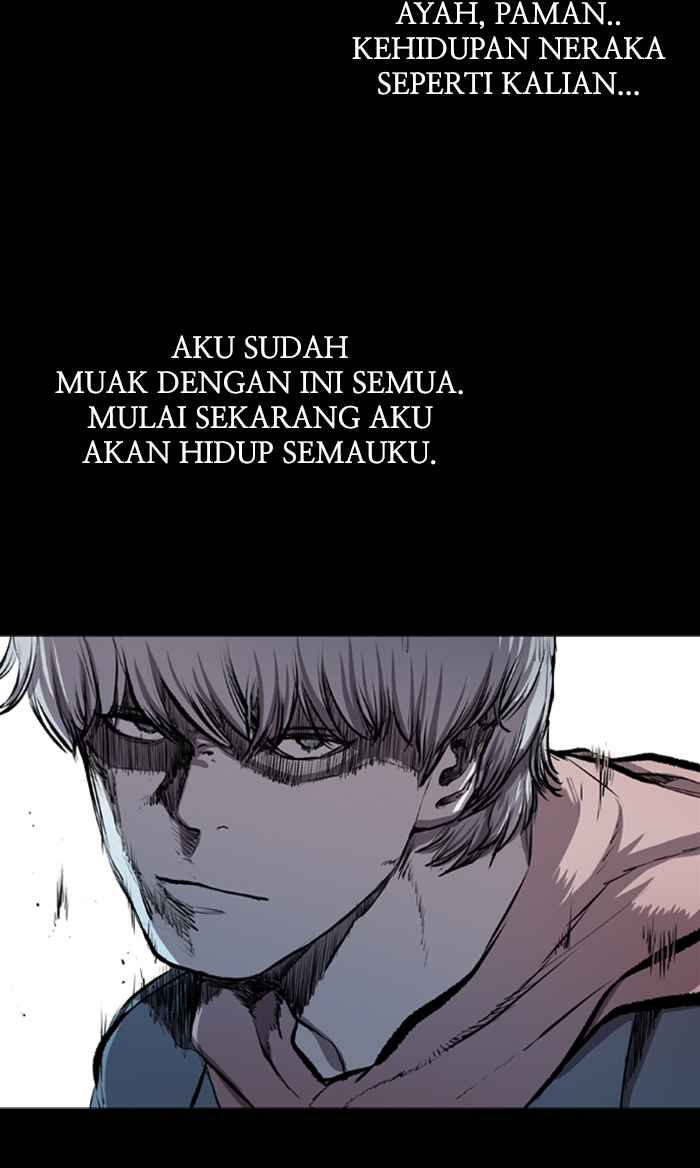 AYAH, PAMAN..
KEHIDUPAN NERAKA
SEPERTI KALIAN...
AKU SUDAH
MUAK DENGAN INI SEMUA.
MULAI SEKARANG AKU
AKAN HIDUP SEMAUKU.